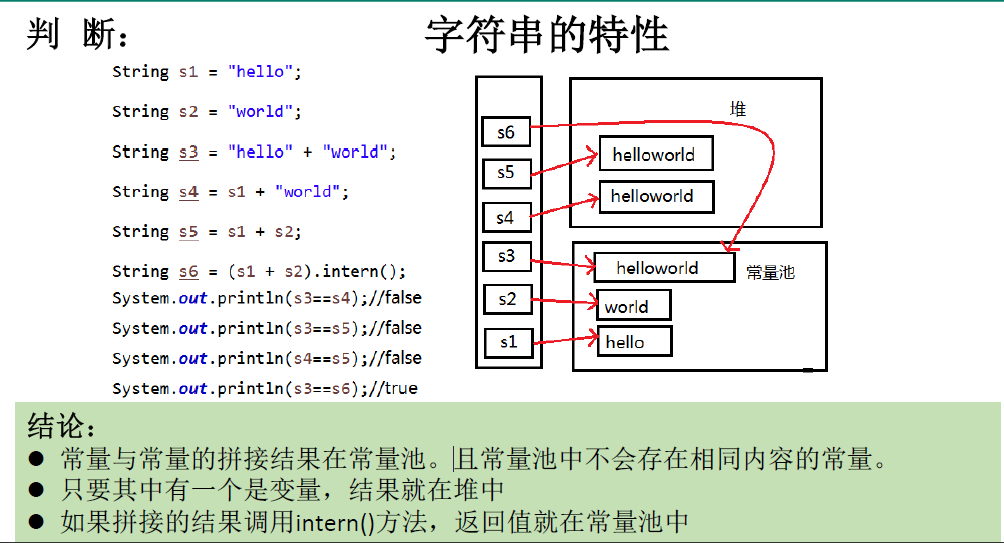 判 断：
字符串的特性
String s1 = "hello";
String s2 = "world";
String s3 = "hello" + "world";
String s4 = s1 + "world";
String s5 = s1 + s2;
String s6 = (s1 + s2).intern();
System.out.println(s3==s4);//false
System.out.println(s3==s5);//false
System.out.println(s4==s5);//false
System.out.println(s3==s6);//true
堆
s6
s5
helloworld
s4
helloworld
s3
helloworld
常量池
s2
world
s1
hello
结论：
● 常量与常量的拼接结果在常量池。且常量池中不会存在相同内容的常量。
● 只要其中有一个是变量，结果就在堆中
● 如果拼接的结果调用intern()方法，返回值就在常量池中